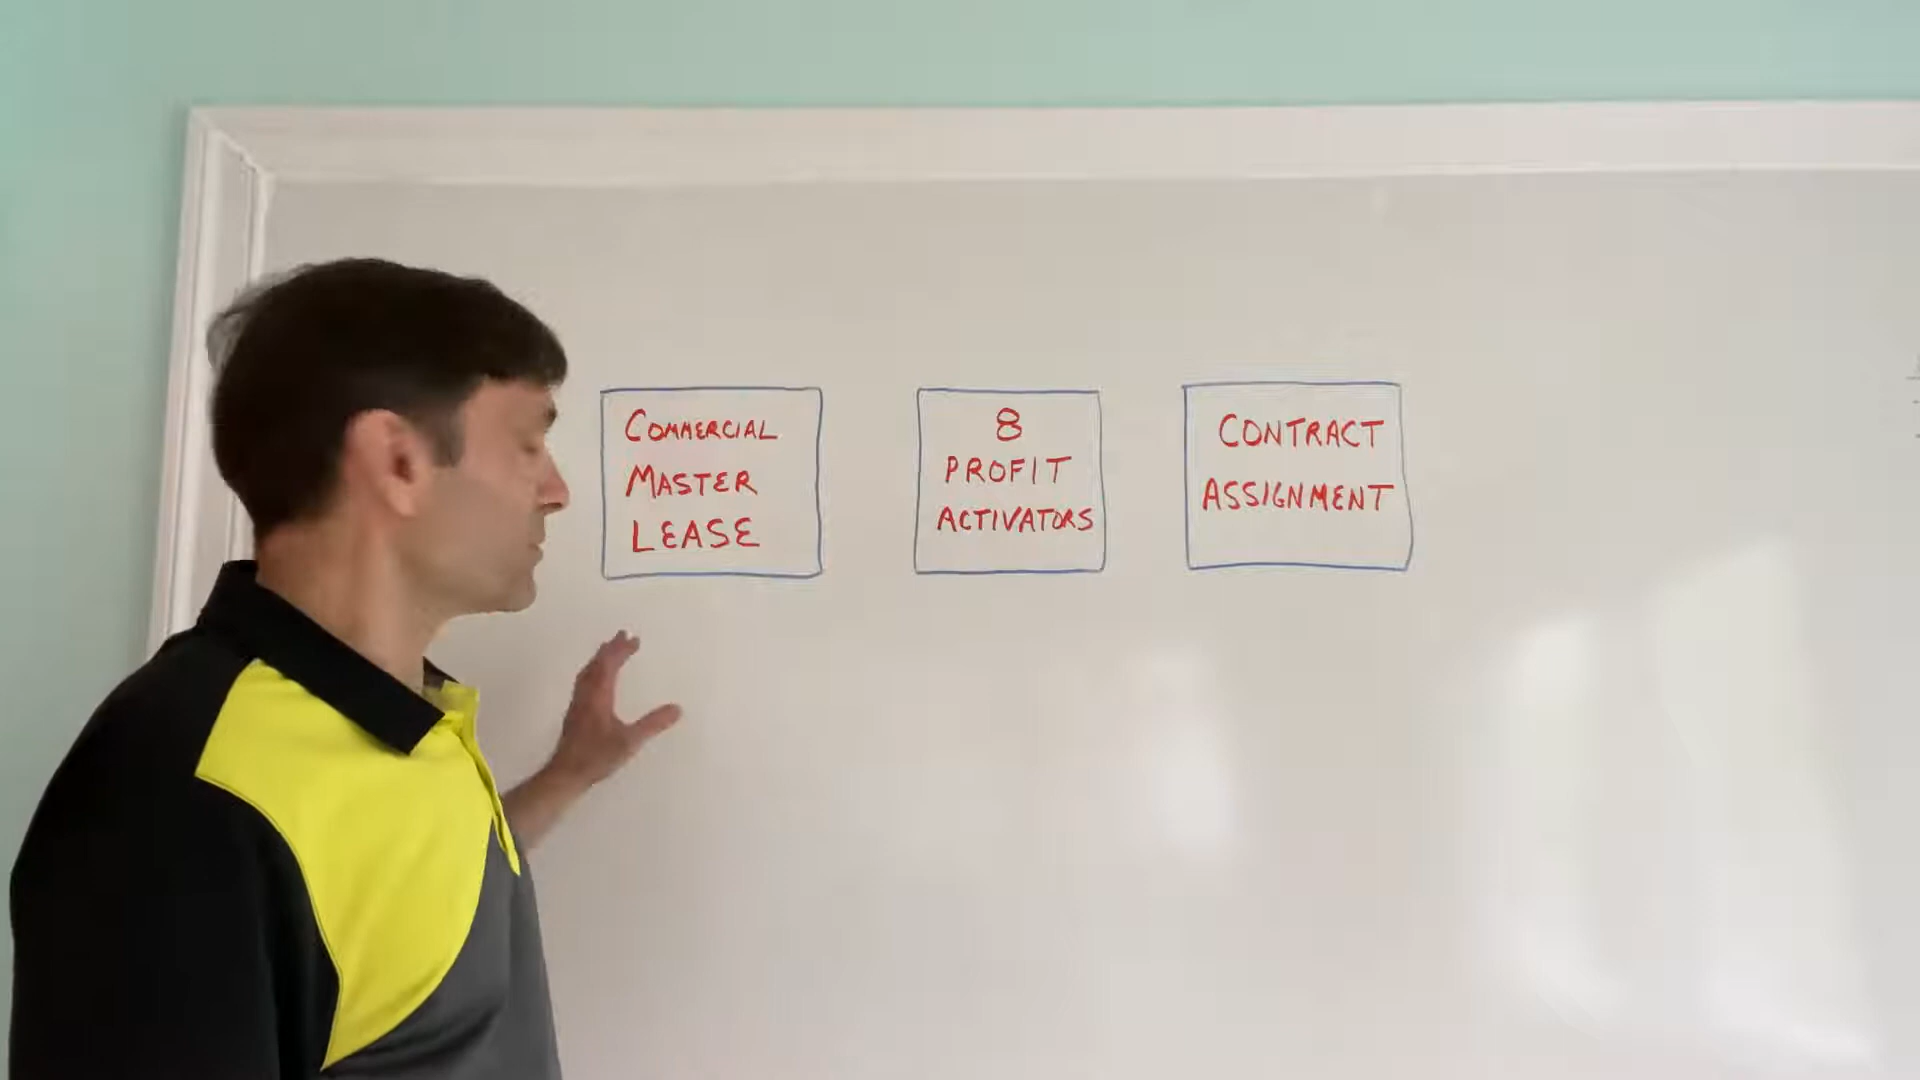 COMMERCIAL
MASTER
LEASE
8
PROFIT
ACTIVATORS
CONTRACT
ASSIGNMENT